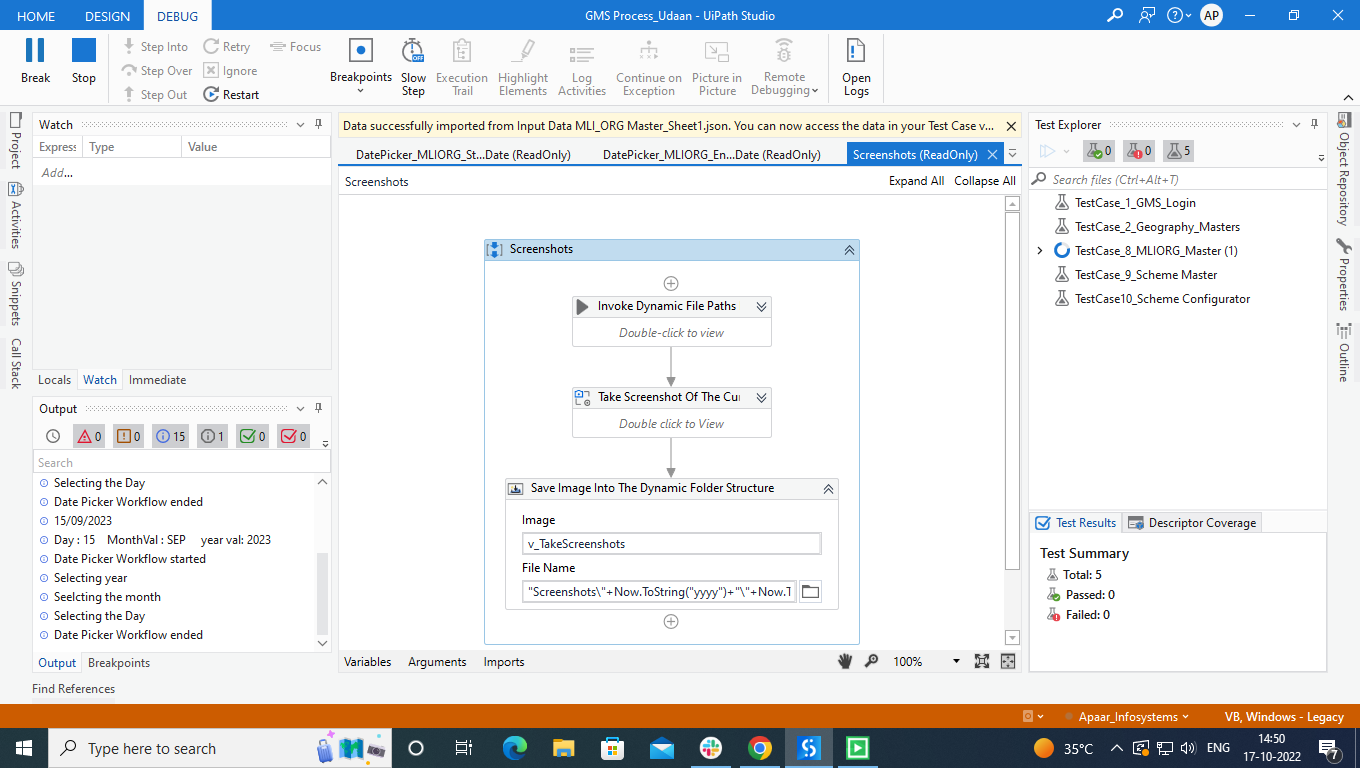 HOME DESIGN DEBUG GMS Process_Udaan - UiPath Studio AP
Break Stop Step Into Step Over Step Out Retry Ignore Restart Focus Breakpoints Slow Step Execution Trail Highlight Elements Log Activities Continue on Exception Picture in Picture Remote Debugging Open Logs
Project
Activities
Snippets
Call Stack
Watch
Express Type Value
Add...
Locals Watch Immediate
Output
0 0 15 1 0 0
Search
Selecting the Day
Date Picker Workflow ended
15/09/2023
Day : 15 MonthVal : SEP year val: 2023
Date Picker Workflow started
Selecting year
Seelcting the month
Selecting the Day
Date Picker Workflow ended
Output Breakpoints
Find References
Data successfully imported from Input Data MLI_ORG Master_Sheet1.json. You can now access the data in your Test Case v...
DatePicker_MLIORG_St...Date (ReadOnly) DatePicker_MLIORG_En...Date (ReadOnly) Screenshots (ReadOnly)
Screenshots Expand All Collapse All
Screenshots
Invoke Dynamic File Paths
Double-click to view
Take Screenshot Of The Cur
Double click to View
Save Image Into The Dynamic Folder Structure
Image
v_TakeScreenshots
File Name
"Screenshots\"+Now.ToString("yyyy")+"\"+Now.T
Variables Arguments Imports 100%
Test Explorer
0 0 5
Search files (Ctrl+Alt+T)
TestCase_1_GMS_Login
TestCase_2_Geography_Masters
TestCase_8_MLIORG_Master (1)
TestCase_9_Scheme Master
TestCase10_Scheme Configurator
Test Results Descriptor Coverage
Test Summary
Total: 5
Passed: 0
Failed: 0
Object Repository
Properties
Outline
Apaar_Infosystems VB, Windows - Legacy
Type here to search 35°C ENG 14:50
17-10-2022 7